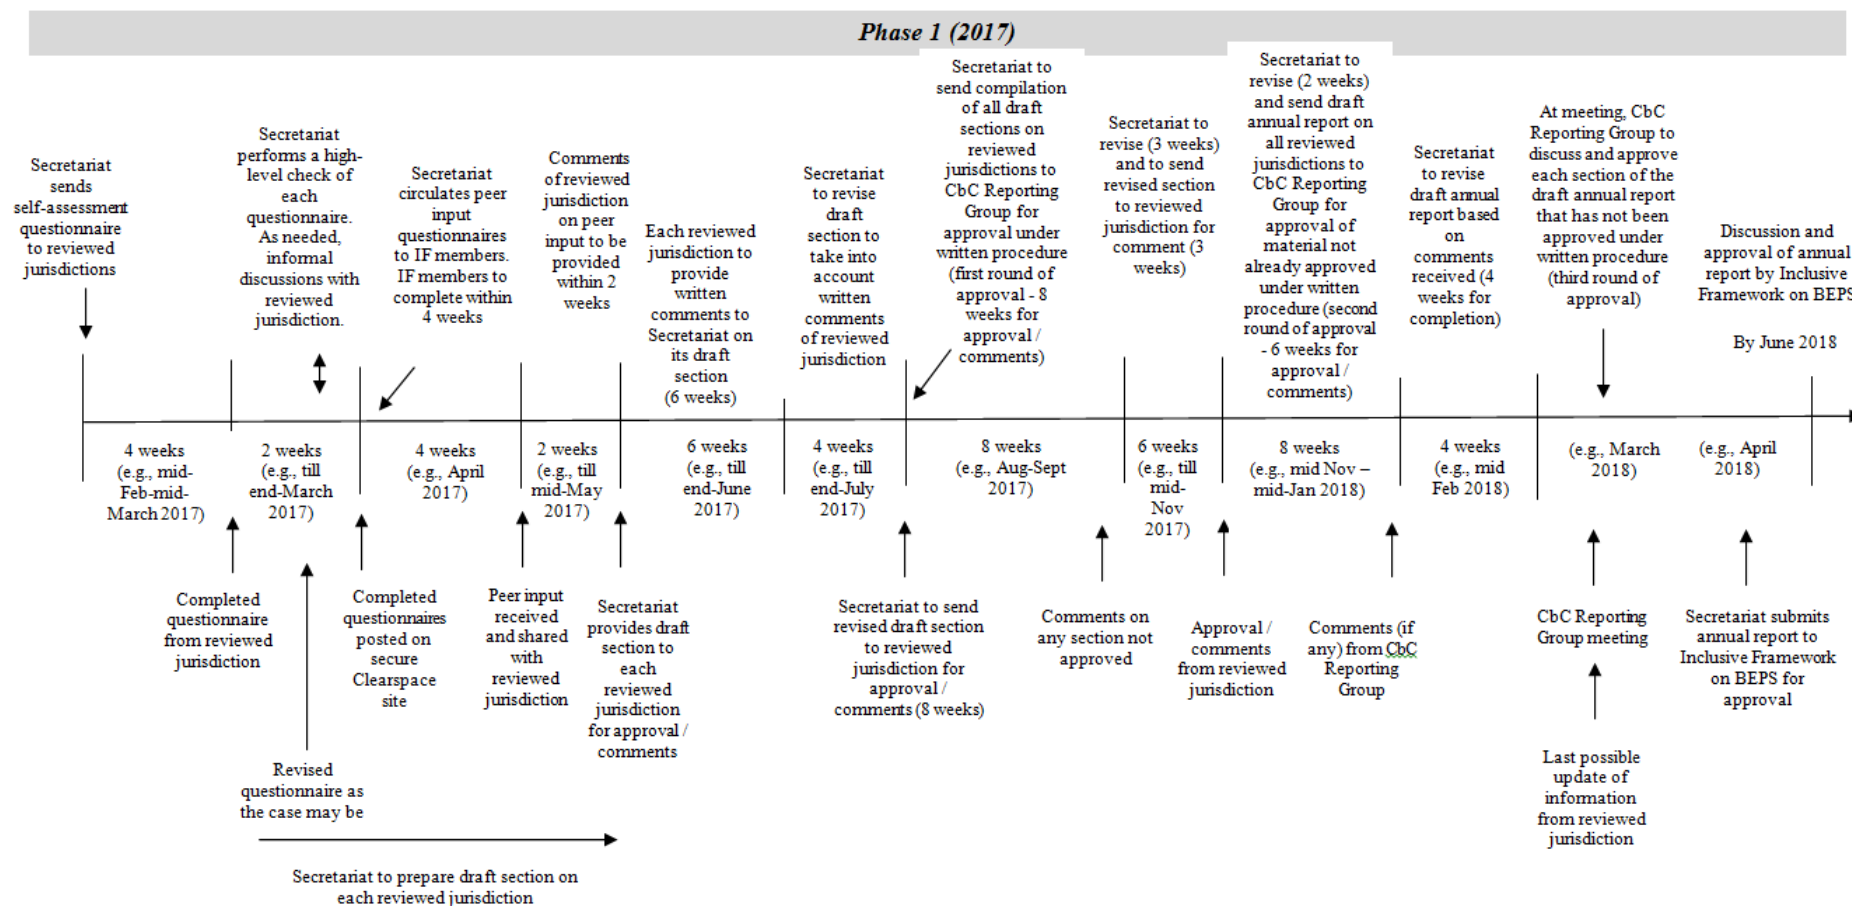 Phase 1 (2017)
Secretariat
sends
self-assessment
questionnaire
to reviewed
jurisdictions
Secretariat
performs a high-
level check of
each
questionnaire.
As needed,
informal
discussions with
reviewed
jurisdiction.
Secretariat
circulates peer
input
questionnaires
to IF members.
IF members to
complete within
4 weeks
Comments
of reviewed
jurisdiction
on peer
input to be
provided
within 2
weeks
Each reviewed
jurisdiction to
provide
written
comments to
Secretariat on
its draft
section
(6 weeks)
Secretariat
to revise
draft
section to
take into
account
written
comments
of reviewed
jurisdiction
Secretariat to
send compilation
of all draft
sections on
reviewed
jurisdictions to
CbC Reporting
Group for
approval under
written procedure
(first round of
approval - 8
weeks for
approval /
comments)
Secretariat to
revise (3 weeks)
and to send
revised section
to reviewed
jurisdiction for
comment (3
weeks)
Secretariat to
revise (2 weeks)
and send draft
annual report on
all reviewed
jurisdictions to
CbC Reporting
Group for
approval of
material not
already approved
under written
procedure (second
round of approval
- 6 weeks for
approval /
comments)
Secretariat
to revise
draft annual
report based
on
comments
received (4
weeks for
completion)
At meeting, CbC
Reporting Group to
discuss and approve
each section of the
draft annual report
that has not been
approved under
written procedure
(third round of
approval)
Discussion and
approval of annual
report by Inclusive
Framework on BEPS
By June 2018
4 weeks
(e.g., mid-
Feb-mid-
March 2017)
2 weeks
(e.g., till
end-March
2017)
4 weeks
(e.g., April
2017)
2 weeks
(e.g., till
mid-May
2017)
6 weeks
(e.g., till
end-June
2017)
4 weeks
(e.g., till
end-July
2017)
8 weeks
(e.g., Aug-Sept
2017)
6 weeks
(e.g., till
mid-
Nov
2017)
8 weeks
(e.g., mid Nov –
mid-Jan 2018)
4 weeks
(e.g., mid
Feb 2018)
(e.g., March
2018)
(e.g., April
2018)
Completed
questionnaire
from reviewed
jurisdiction
Revised
questionnaire as
the case may be
Completed
questionnaires
posted on
secure
Clearspace
site
Peer input
received
and shared
with
reviewed
jurisdiction
Secretariat
provides draft
section to
each
reviewed
jurisdiction
for approval /
comments
Secretariat to send
revised draft section
to reviewed
jurisdiction for
approval /
comments (8 weeks)
Comments on
any section not
approved
Approval /
comments
from reviewed
jurisdiction
Comments (if
any) from CbC
Reporting
Group
CbC Reporting
Group meeting
Last possible
update of
information
from reviewed
jurisdiction
Secretariat submits
annual report to
Inclusive Framework
on BEPS for
approval
Secretariat to prepare draft section on
each reviewed jurisdiction